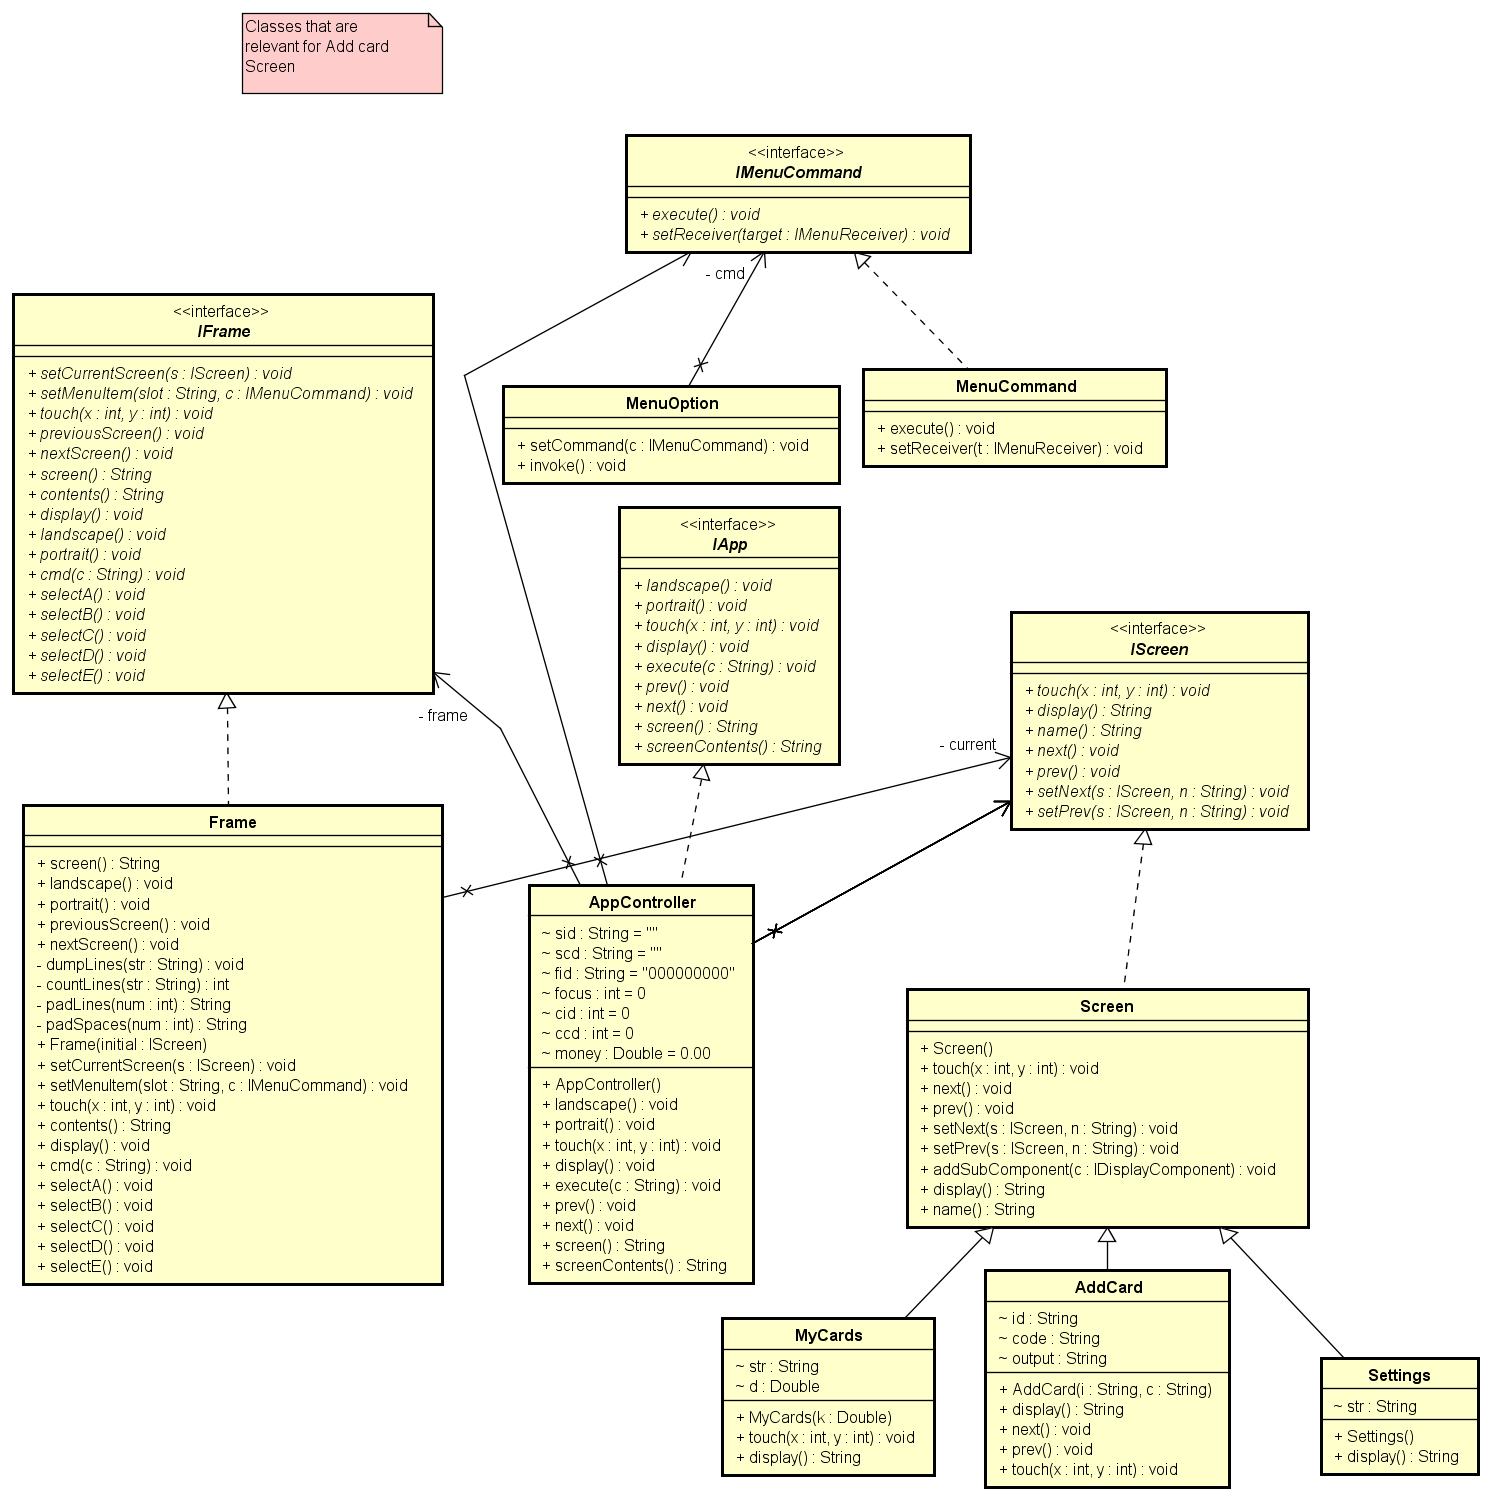 Classes that are
relevant for Add card
Screen
<<interface>>
IMenuCommand
+ execute() : void
+ setReceiver(target : IMenuReceiver) : void
- cmd
<<interface>>
IFrame
+ setCurrentScreen(s : IScreen) : void
+ setMenuItem(slot : String, c : IMenuCommand) : void
+ touch(x : int, y : int) : void
+ previousScreen() : void
+ nextScreen() : void
+ screen() : String
+ contents() : String
+ display() : void
+ landscape() : void
+ portrait() : void
+ cmd(c : String) : void
+ selectA() : void
+ selectB() : void
+ selectC() : void
+ selectD() : void
+ selectE() : void
MenuOption
+ setCommand(c : IMenuCommand) : void
+ invoke() : void
MenuCommand
+ execute() : void
+ setReceiver(t : IMenuReceiver) : void
<<interface>>
IApp
+ landscape() : void
+ portrait() : void
+ touch(x : int, y : int) : void
+ display() : void
+ execute(c : String) : void
+ prev() : void
+ next() : void
+ screen() : String
+ screenContents() : String
<<interface>>
IScreen
+ touch(x : int, y : int) : void
+ display() : String
+ name() : String
+ next() : void
+ prev() : void
+ setNext(s : IScreen, n : String) : void
+ setPrev(s : IScreen, n : String) : void
- frame
- current
Frame
+ screen() : String
+ landscape() : void
+ portrait() : void
+ previousScreen() : void
+ nextScreen() : void
- dumpLines(str : String) : void
- countLines(str : String) : int
- padLines(num : int) : String
- padSpaces(num : int) : String
+ Frame(initial : IScreen)
+ setCurrentScreen(s : IScreen) : void
+ setMenuItem(slot : String, c : IMenuCommand) : void
+ touch(x : int, y : int) : void
+ contents() : String
+ display() : void
+ cmd(c : String) : void
+ selectA() : void
+ selectB() : void
+ selectC() : void
+ selectD() : void
+ selectE() : void
AppController
~ sid : String = ""
~ scd : String = ""
~ fid : String = "000000000"
~ focus : int = 0
~ cid : int = 0
~ ccd : int = 0
~ money : Double = 0.00
+ AppController()
+ landscape() : void
+ portrait() : void
+ touch(x : int, y : int) : void
+ display() : void
+ execute(c : String) : void
+ prev() : void
+ next() : void
+ screen() : String
+ screenContents() : String
Screen
+ Screen()
+ touch(x : int, y : int) : void
+ next() : void
+ prev() : void
+ setNext(s : IScreen, n : String) : void
+ setPrev(s : IScreen, n : String) : void
+ addSubComponent(c : IDisplayComponent) : void
+ display() : String
+ name() : String
MyCards
~ str : String
~ d : Double
+ MyCards(k : Double)
+ touch(x : int, y : int) : void
+ display() : String
AddCard
~ id : String
~ code : String
~ output : String
+ AddCard(i : String, c : String)
+ display() : String
+ next() : void
+ prev() : void
+ touch(x : int, y : int) : void
Settings
~ str : String
+ Settings()
+ display() : String